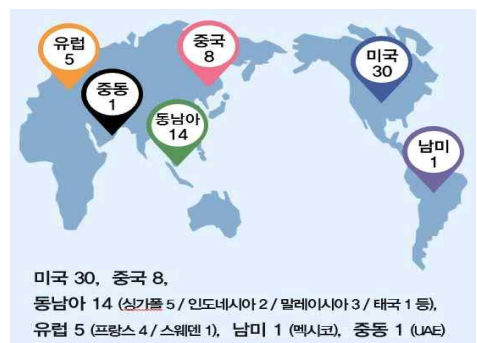 유럽
5
중국
8
미국
30
중동
1
동남아
14
남미
1
미국 30, 중국 8,
동남아 14 (싱가폴 5 / 인도네시아 2 / 말레이시아 3 / 태국 1 등),
유럽 5 (프랑스 4 / 스웨덴 1), 남미 1 (멕시코), 중동 1 (UAE)